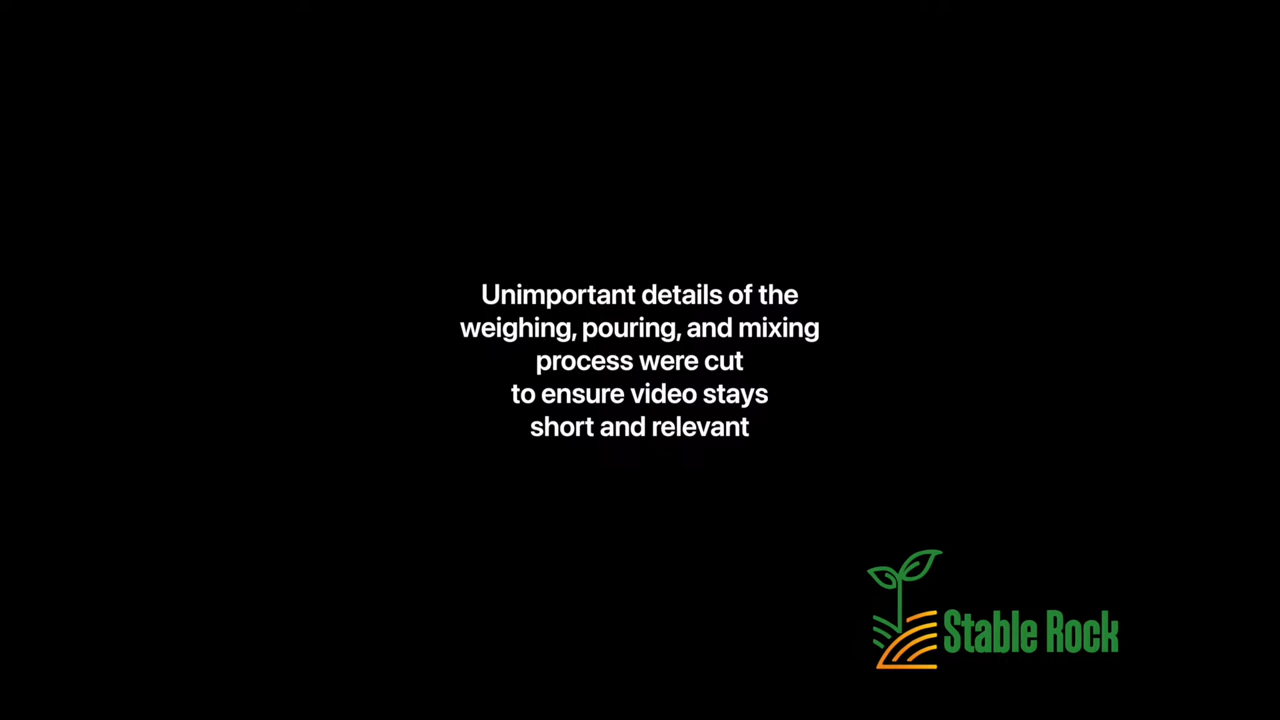 Unimportant details of the
weighing, pouring, and mixing
process were cut
to ensure video stays
short and relevant
Stable Rock